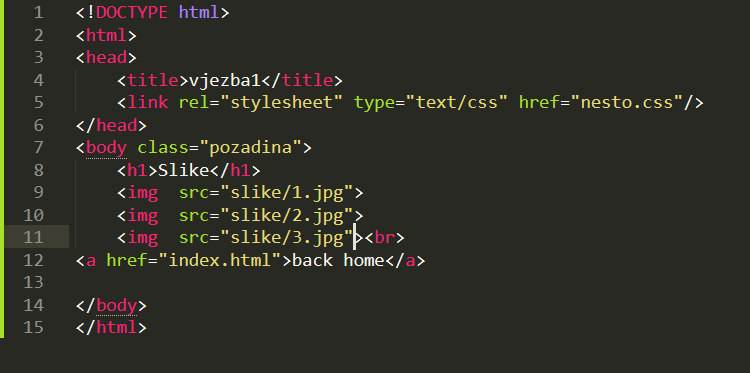 1 <!DOCTYPE html>
2 <html>
3 <head>
4     <title>vjezba1</title>
5     <link rel="stylesheet" type="text/css" href="nesto.css"/>
6 </head>
7 <body class="pozadina">
8     <h1>Slike</h1>
9     <img  src="slike/1.jpg">
10     <img  src="slike/2.jpg">
11     <img  src="slike/3.jpg"><br>
12 <a href="index.html">back home</a>
13
14 </body>
15 </html>